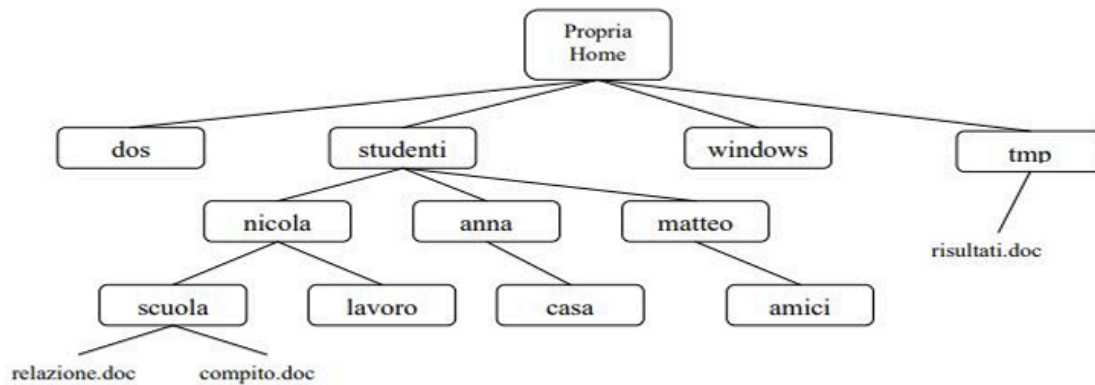 Propria
Home
dos
studenti
windows
tmp
nicola
anna
matteo
risultati.doc
scuola
lavoro
casa
amici
relazione.doc
compito.doc